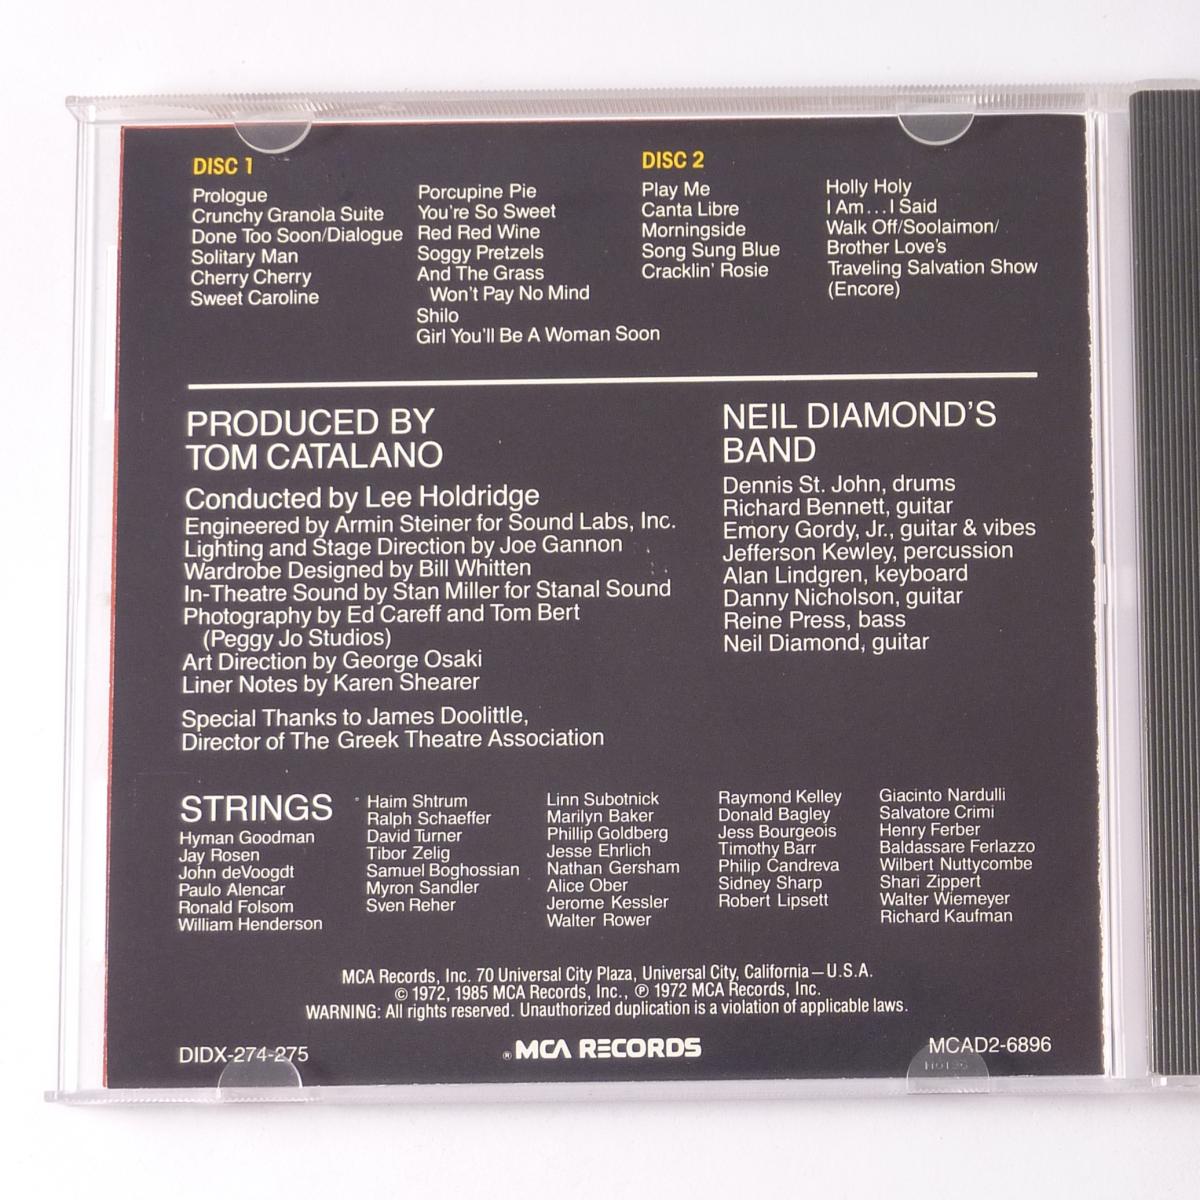 DISC 1
Prologue
Crunchy Granola Suite
Done Too Soon/Dialogue
Solitary Man
Cherry Cherry
Sweet Caroline
Porcupine Pie
You're So Sweet
Red Red Wine
Soggy Pretzels
And The Grass
Won't Pay No Mind
Shilo
Girl You'll Be A Woman Soon
DISC 2
Play Me
Canta Libre
Morningside
Song Sung Blue
Cracklin' Rosie
Holly Holy
I Am...I Said
Walk Off/Soolaimon/
Brother Love's
Traveling Salvation Show
(Encore)
PRODUCED BY
TOM CATALANO
Conducted by Lee Holdridge
Engineered by Armin Steiner for Sound Labs, Inc.
Lighting and Stage Direction by Joe Gannon
Wardrobe Designed by Bill Whitten
In-Theatre Sound by Stan Miller for Stanal Sound
Photography by Ed Careff and Tom Bert
(Peggy Jo Studios)
Art Direction by George Osaki
Liner Notes by Karen Shearer
Special Thanks to James Doolittle,
Director of The Greek Theatre Association
NEIL DIAMOND'S
BAND
Dennis St. John, drums
Richard Bennett, guitar
Emory Gordy, Jr., guitar & vibes
Jefferson Kewley, percussion
Alan Lindgren, keyboard
Danny Nicholson, guitar
Reine Press, bass
Neil Diamond, guitar
STRINGS
Hyman Goodman
Jay Rosen
John deVoogdt
Paulo Alencar
Ronald Folsom
William Henderson
Haim Shtrum
Ralph Schaeffer
David Turner
Tibor Zelig
Samuel Boghossian
Myron Sandler
Sven Reher
Linn Subotnick
Marilyn Baker
Phillip Goldberg
Jesse Ehrlich
Nathan Gersham
Alice Ober
Jerome Kessler
Walter Rower
Raymond Kelley
Donald Bagley
Jess Bourgeois
Timothy Barr
Philip Candreva
Sidney Sharp
Robert Lipsett
Giacinto Nardulli
Salvatore Crimi
Henry Ferber
Baldassare Ferlazzo
Wilbert Nuttycombe
Shari Zippert
Walter Wiemeyer
Richard Kaufman
MCA Records, Inc. 70 Universal City Plaza, Universal City, California—U.S.A.
© 1972, 1985 MCA Records, Inc., ℗ 1972 MCA Records, Inc.
WARNING: All rights reserved. Unauthorized duplication is a violation of applicable laws.
DIDX-274-275
® MCA RECORDS
MCAD2-6896